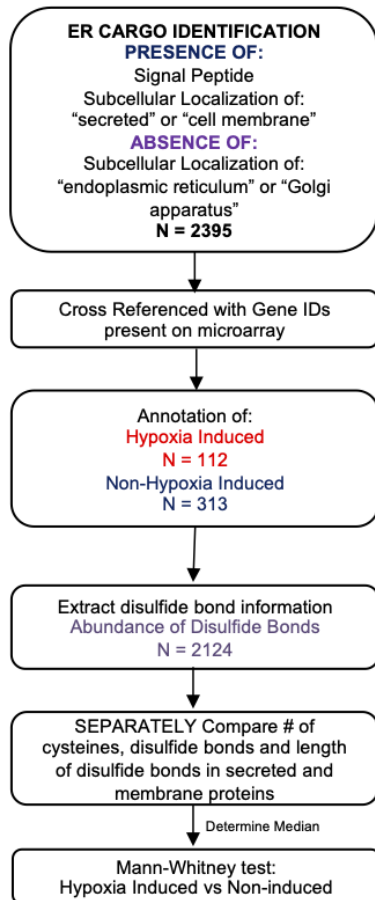 ER CARGO IDENTIFICATION
PRESENCE OF:
Signal Peptide
Subcellular Localization of:
“secreted” or “cell membrane”
ABSENCE OF:
Subcellular Localization of:
“endoplasmic reticulum” or “Golgi
apparatus”
N = 2395
Cross Referenced with Gene IDs
present on microarray
Annotation of:
Hypoxia Induced
N = 112
Non-Hypoxia Induced
N = 313
Extract disulfide bond information
Abundance of Disulfide Bonds
N = 2124
SEPARATELY Compare # of
cysteines, disulfide bonds and length
of disulfide bonds in secreted and
membrane proteins
Determine Median
Mann-Whitney test:
Hypoxia Induced vs Non-induced